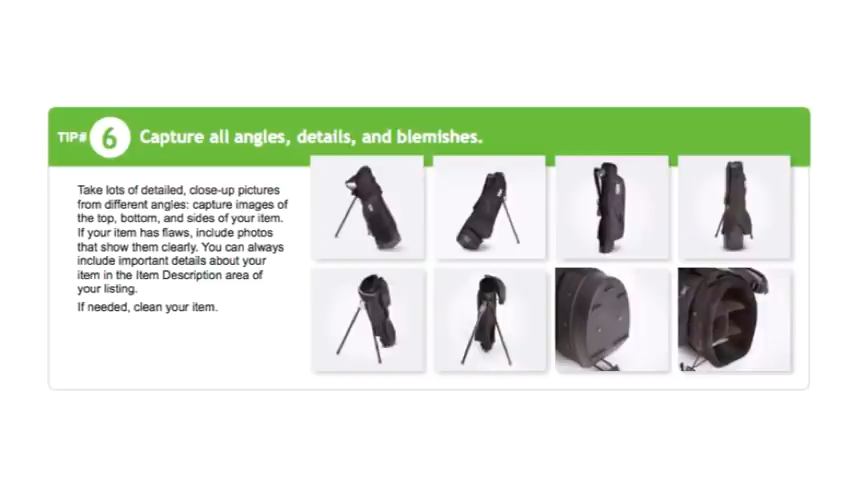 TIP# 6 Capture all angles, details, and blemishes.
Take lots of detailed, close-up pictures
from different angles: capture images of
the top, bottom, and sides of your item.
If your item has flaws, include photos
that show them clearly. You can always
include important details about your
item in the Item Description area of
your listing.
If needed, clean your item.